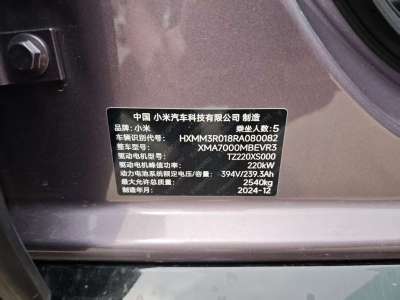 中国 小米汽车科技有限公司 制造
品牌：小米 乘坐人数：5
车辆识别代号：HXMM3R018RA080082
整车型号：XMA7000MBEVR3
驱动电机型号：TZ220XS000
驱动电机峰值功率：220kW
动力电池系统额定电压/容量：394V/239.3Ah
最大允许总质量：2540kg
制造年月：2024-12